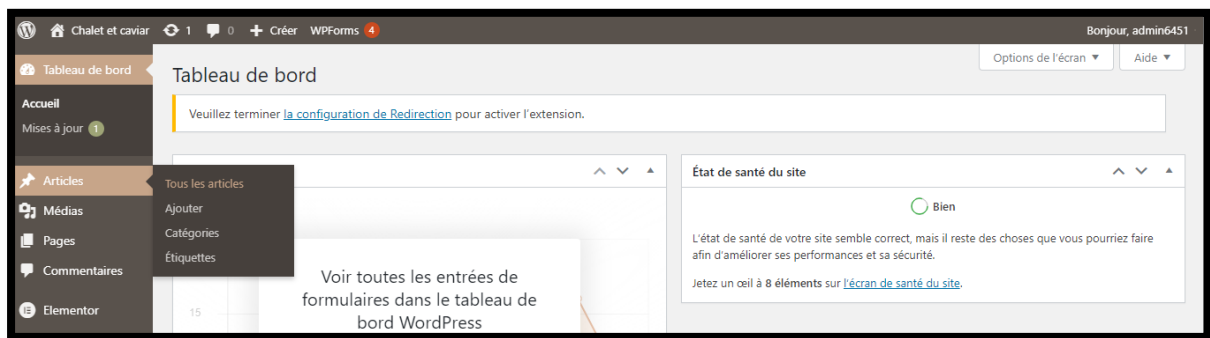 Chalet et caviar 1 0 + Créer WPForms 4 Bonjour, admin6451
Options de l'écran ▼ Aide ▼
Tableau de bord
Tableau de bord
Accueil
Mises à jour 1
Veuillez terminer la configuration de Redirection pour activer l'extension.
Articles
Tous les articles
Ajouter
Catégories
Étiquettes
Médias
Pages
Commentaires
Elementor
Voir toutes les entrées de
formulaires dans le tableau de
bord WordPress
15
État de santé du site
Bien
L'état de santé de votre site semble correct, mais il reste des choses que vous pourriez faire
afin d'améliorer ses performances et sa sécurité.
Jetez un œil à 8 éléments sur l'écran de santé du site.